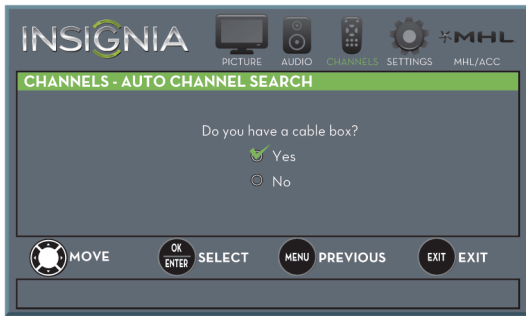 INSIGNIA
PICTURE AUDIO CHANNELS SETTINGS MHL MHL/ACC
CHANNELS - AUTO CHANNEL SEARCH
Do you have a cable box?
Yes
No
MOVE OK ENTER SELECT MENU PREVIOUS EXIT EXIT